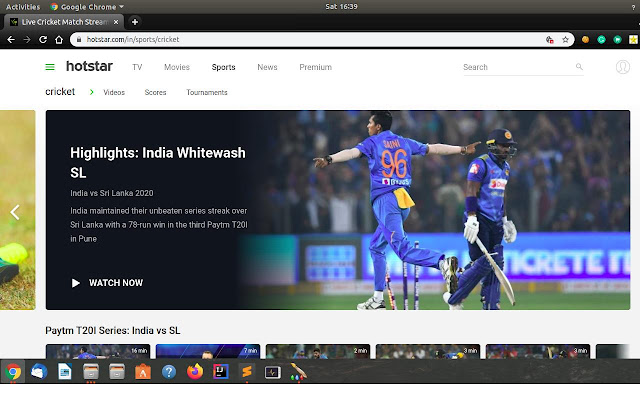 Activities Google Chrome Sat 16:39
Live Cricket Match Stream
hotstar.com/in/sports/cricket
hotstar TV Movies Sports News Premium Search
cricket Videos Scores Tournaments
Highlights: India Whitewash
SL
India vs Sri Lanka 2020
India maintained their unbeaten series streak over
Sri Lanka with a 78-run win in the third Paytm T20I
in Pune
WATCH NOW
SAINI
96
Paytm T20I Series: India vs SL
16 min 7 min 2 min 2 min 3 min 3 min